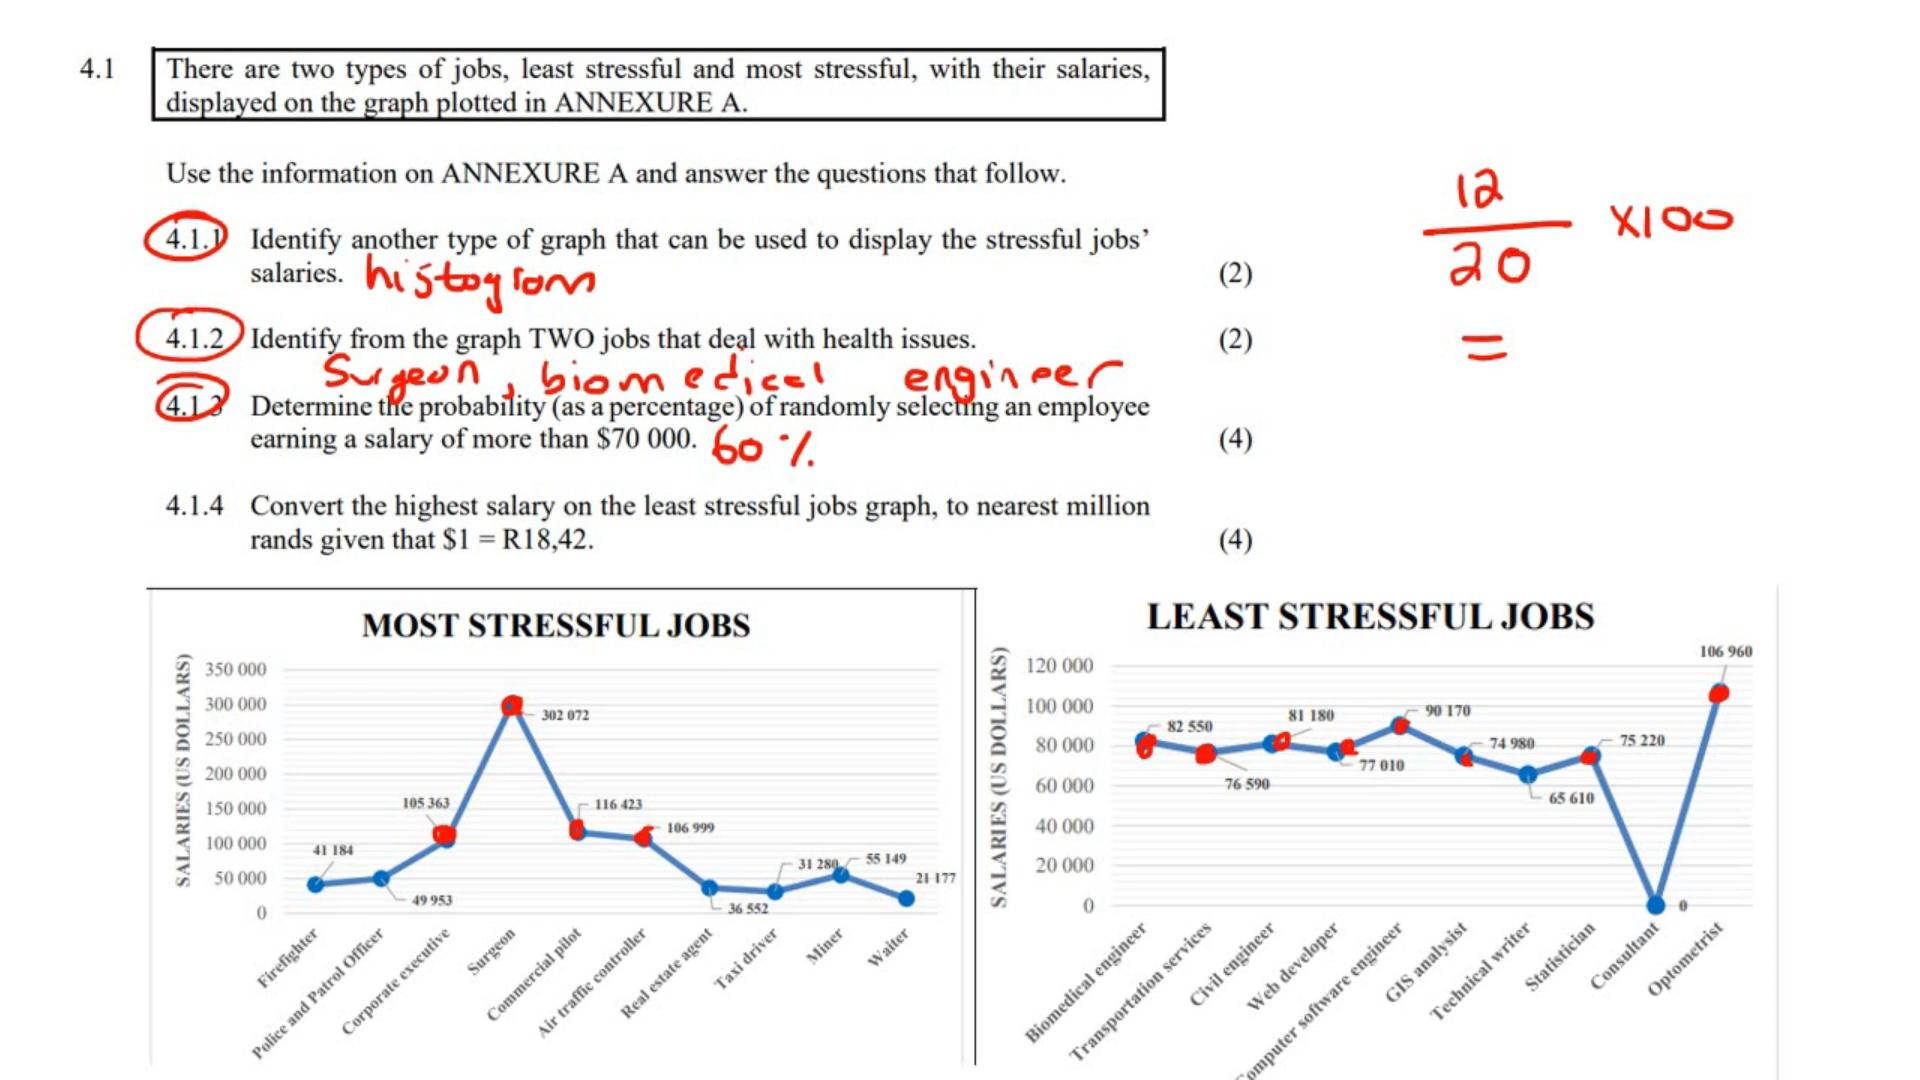 4.1 There are two types of jobs, least stressful and most stressful, with their salaries,
displayed on the graph plotted in ANNEXURE A.
Use the information on ANNEXURE A and answer the questions that follow.
4.1.1 Identify another type of graph that can be used to display the stressful jobs'
salaries. histogram (2)
4.1.2 Identify from the graph TWO jobs that deal with health issues. (2)
Surgeon, biomedical engineer
4.1.3 Determine the probability (as a percentage) of randomly selecting an employee
earning a salary of more than $70 000. 60% (4)
4.1.4 Convert the highest salary on the least stressful jobs graph, to nearest million
rands given that $1 = R18,42. (4)
12
20
×100
=
MOST STRESSFUL JOBS
SALARIES (US DOLLARS)
350 000
300 000
250 000
200 000
150 000
100 000
50 000
0
41 184
49 953
105 363
302 072
116 423
106 999
36 552
31 280
55 149
21 177
Firefighter
Police and Patrol Officer
Corporate executive
Surgeon
Commercial pilot
Air traffic controller
Real estate agent
Taxi driver
Miner
Waiter
LEAST STRESSFUL JOBS
SALARIES (US DOLLARS)
120 000
100 000
80 000
60 000
40 000
20 000
0
82 550
76 590
81 180
77 010
90 170
74 980
65 610
75 220
0
106 960
Biomedical engineer
Transportation services
Civil engineer
Web developer
omputer software engineer
GIS analysist
Technical writer
Statistician
Consultant
Optometrist